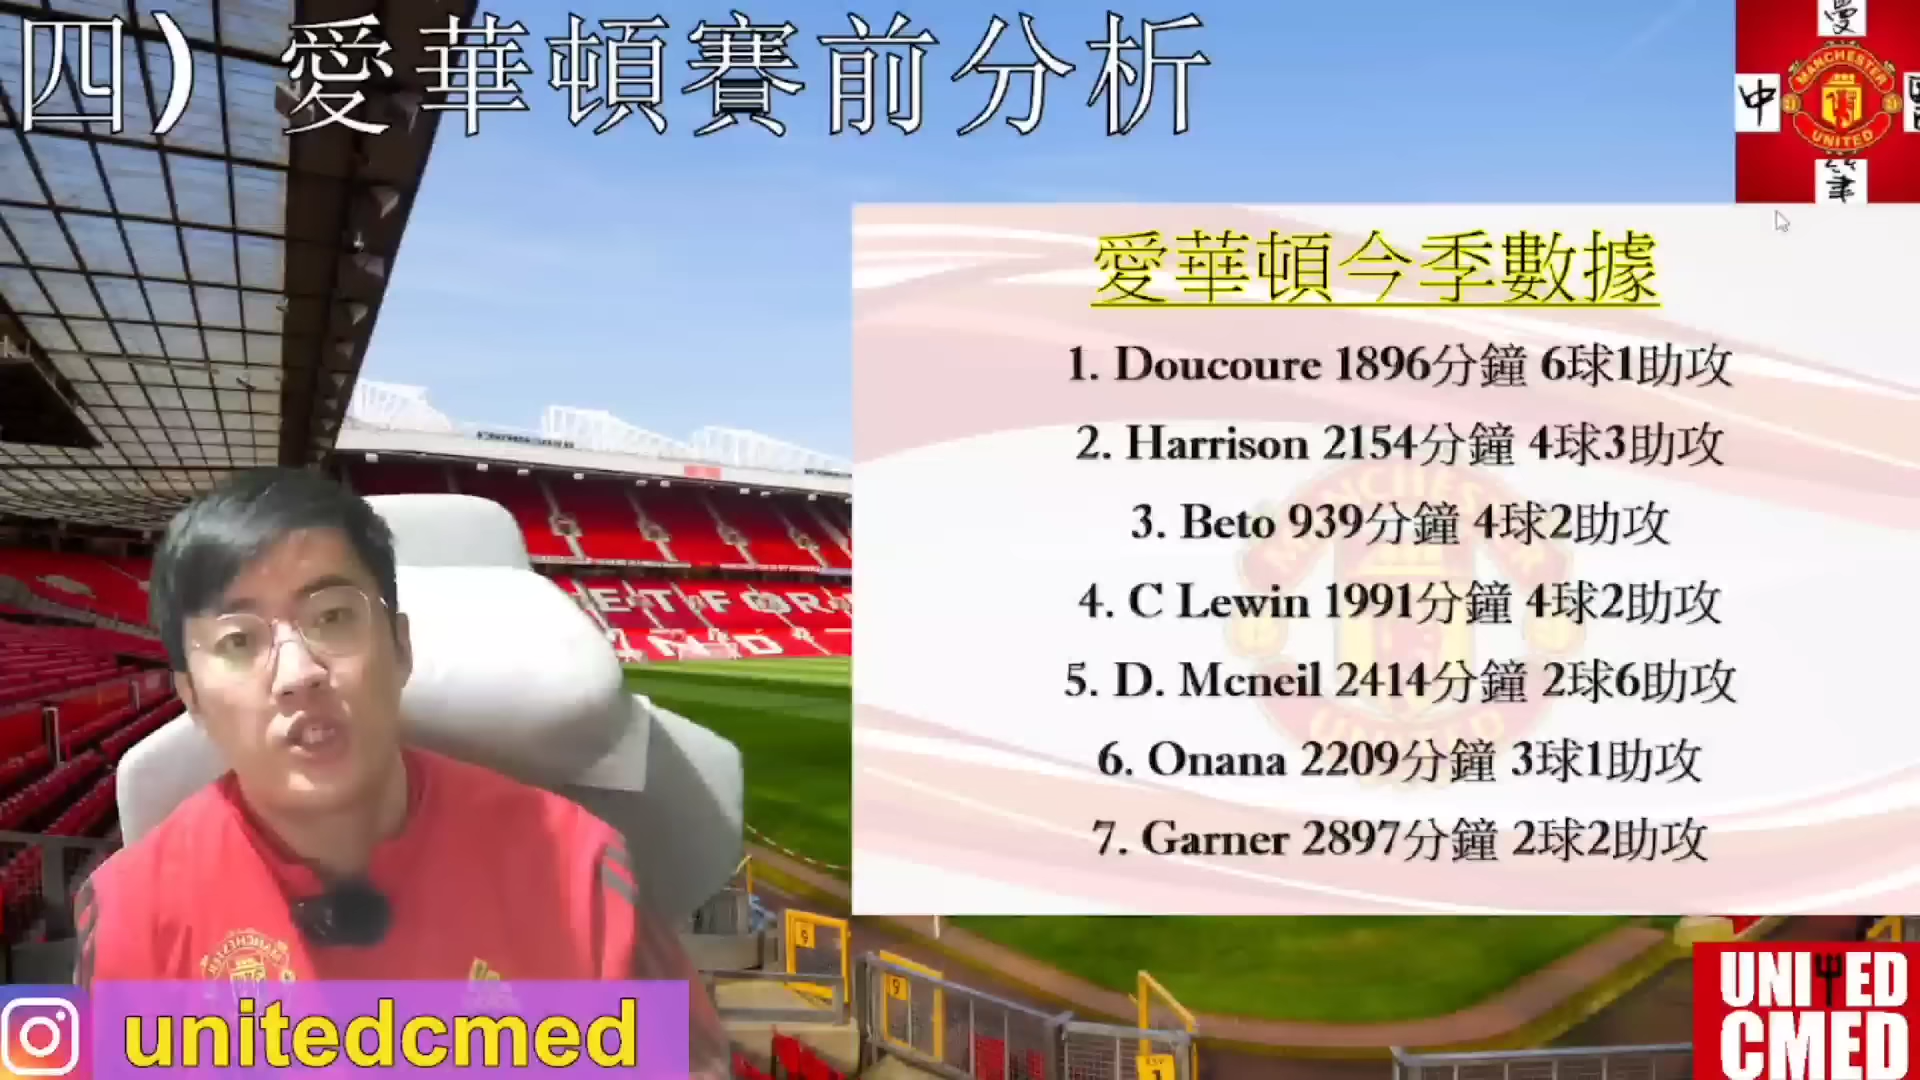 四) 愛華頓賽前分析
曼
中
MANCHESTER
UNITED
愛華頓今季數據
1. Doucoure 1896分鐘 6球1助攻
2. Harrison 2154分鐘 4球3助攻
3. Beto 939分鐘 4球2助攻
4. C Lewin 1991分鐘 4球2助攻
5. D. Mcneil 2414分鐘 2球6助攻
6. Onana 2209分鐘 3球1助攻
7. Garner 2897分鐘 2球2助攻
unitedcmed
UNITED
CMED